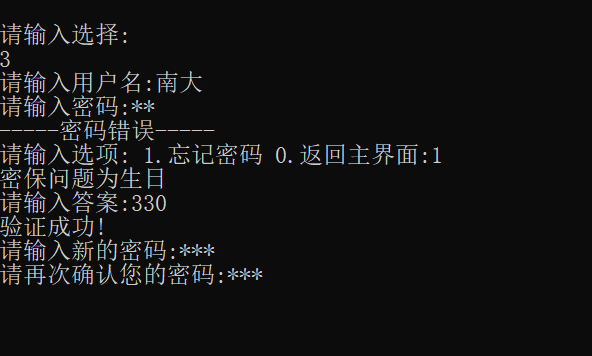 请输入选择:
3
请输入用户名:南大
请输入密码:**
-----密码错误-----
请输入选项: 1.忘记密码 0.返回主界面:1
密保问题为生日
请输入答案:330
验证成功!
请输入新的密码:***
请再次确认您的密码:***